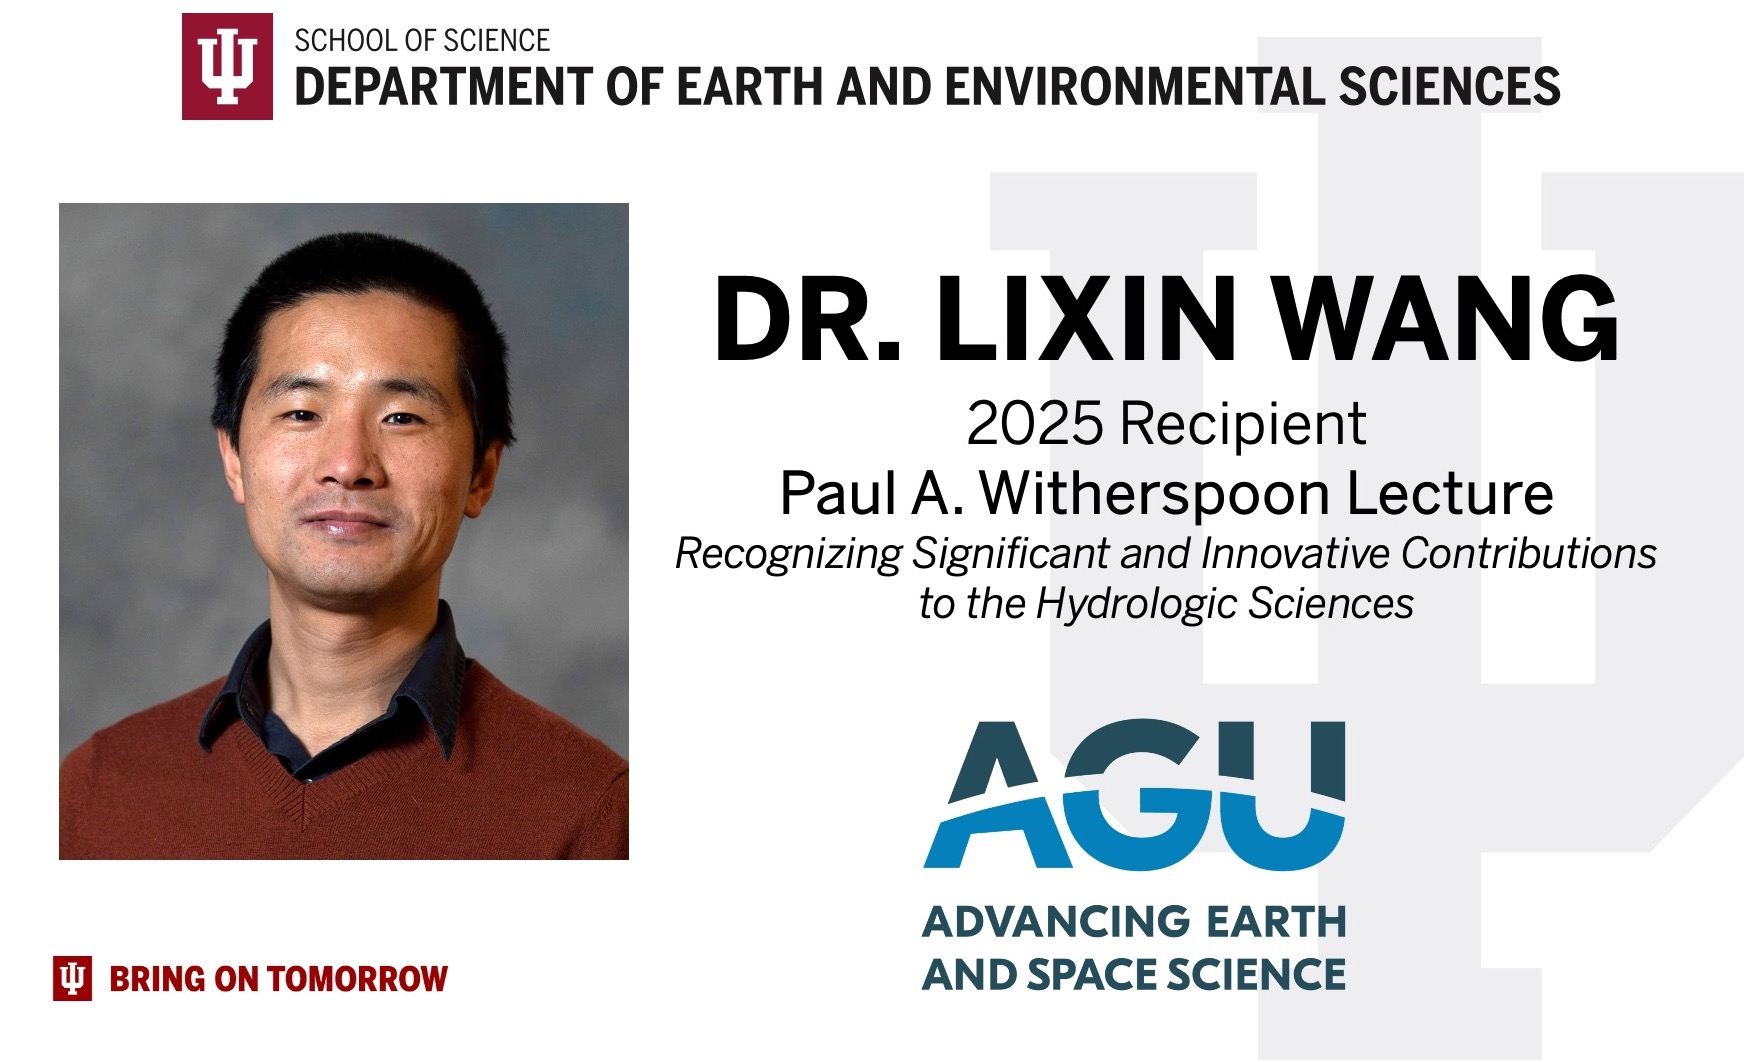 SCHOOL OF SCIENCE
DEPARTMENT OF EARTH AND ENVIRONMENTAL SCIENCES
DR. LIXIN WANG
2025 Recipient
Paul A. Witherspoon Lecture
Recognizing Significant and Innovative Contributions
to the Hydrologic Sciences
AGU
ADVANCING EARTH
AND SPACE SCIENCE
BRING ON TOMORROW